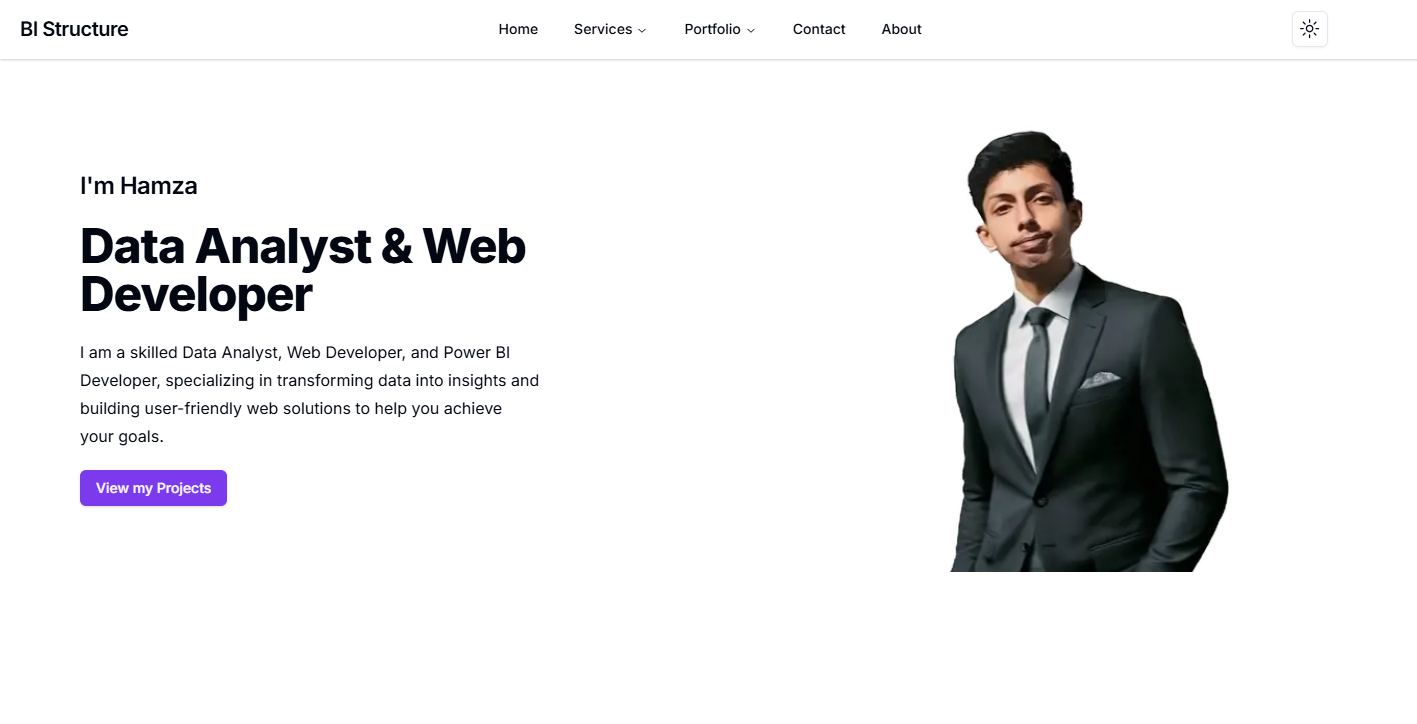 BI Structure
Home Services Portfolio Contact About
I'm Hamza
Data Analyst & Web
Developer
I am a skilled Data Analyst, Web Developer, and Power BI
Developer, specializing in transforming data into insights and
building user-friendly web solutions to help you achieve
your goals.
View my Projects